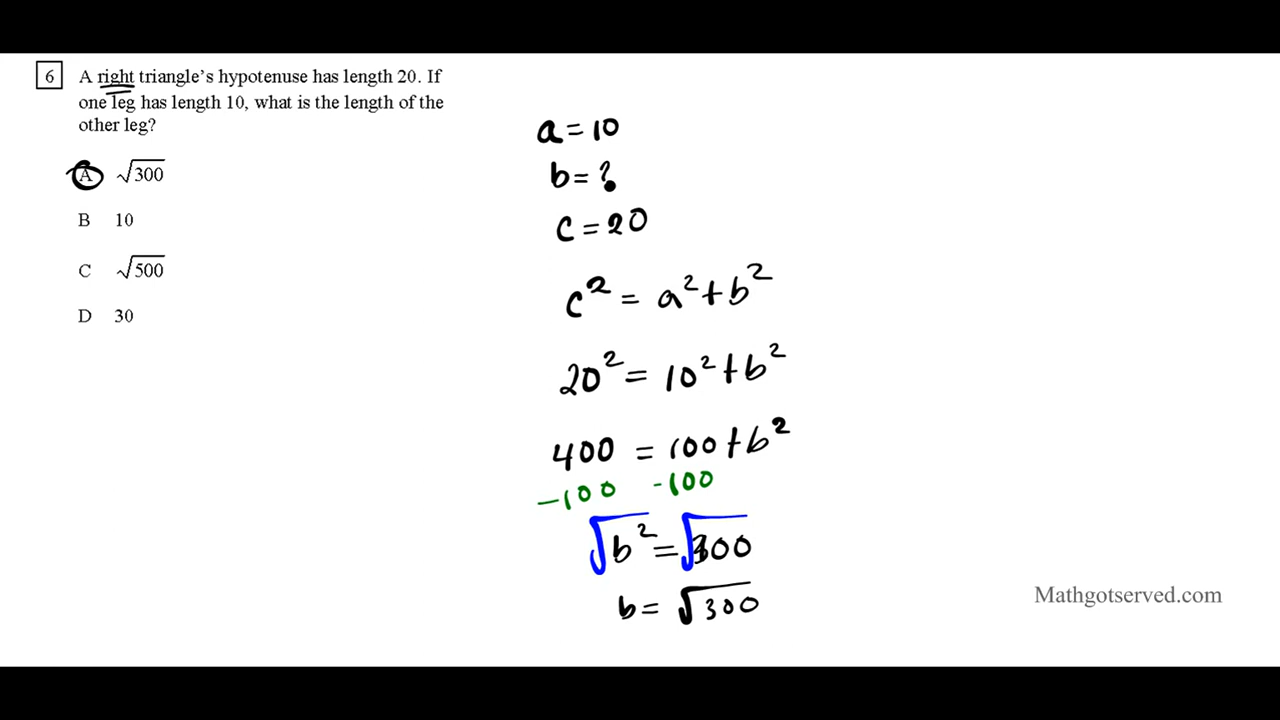 6 A right triangle's hypotenuse has length 20. If
one leg has length 10, what is the length of the
other leg?
A √300
B 10
C √500
D 30
a = 10
b = ?
c = 20
c² = a² + b²
20² = 10² + b²
400 = 100 + b²
-100 -100
√b² = √300
b = √300
Mathgotserved.com